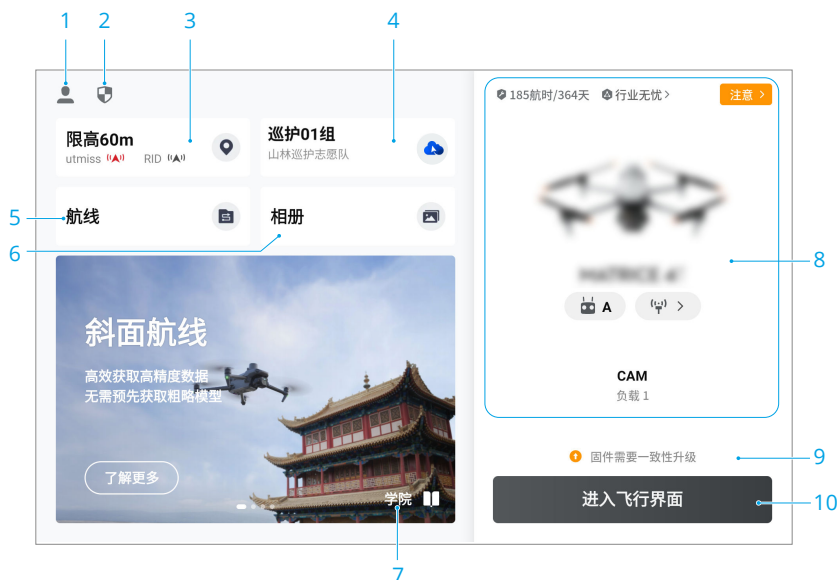 1
2
3
4
限高60m
utmiss RID
巡护01组
山林巡护志愿队
5
航线
6
相册
斜面航线
高效获取高精度数据
无需预先获取粗略模型
了解更多
学院
7
185航时/364天 行业无忧
注意
8
A
CAM
负载 1
固件需要一致性升级
9
进入飞行界面
10